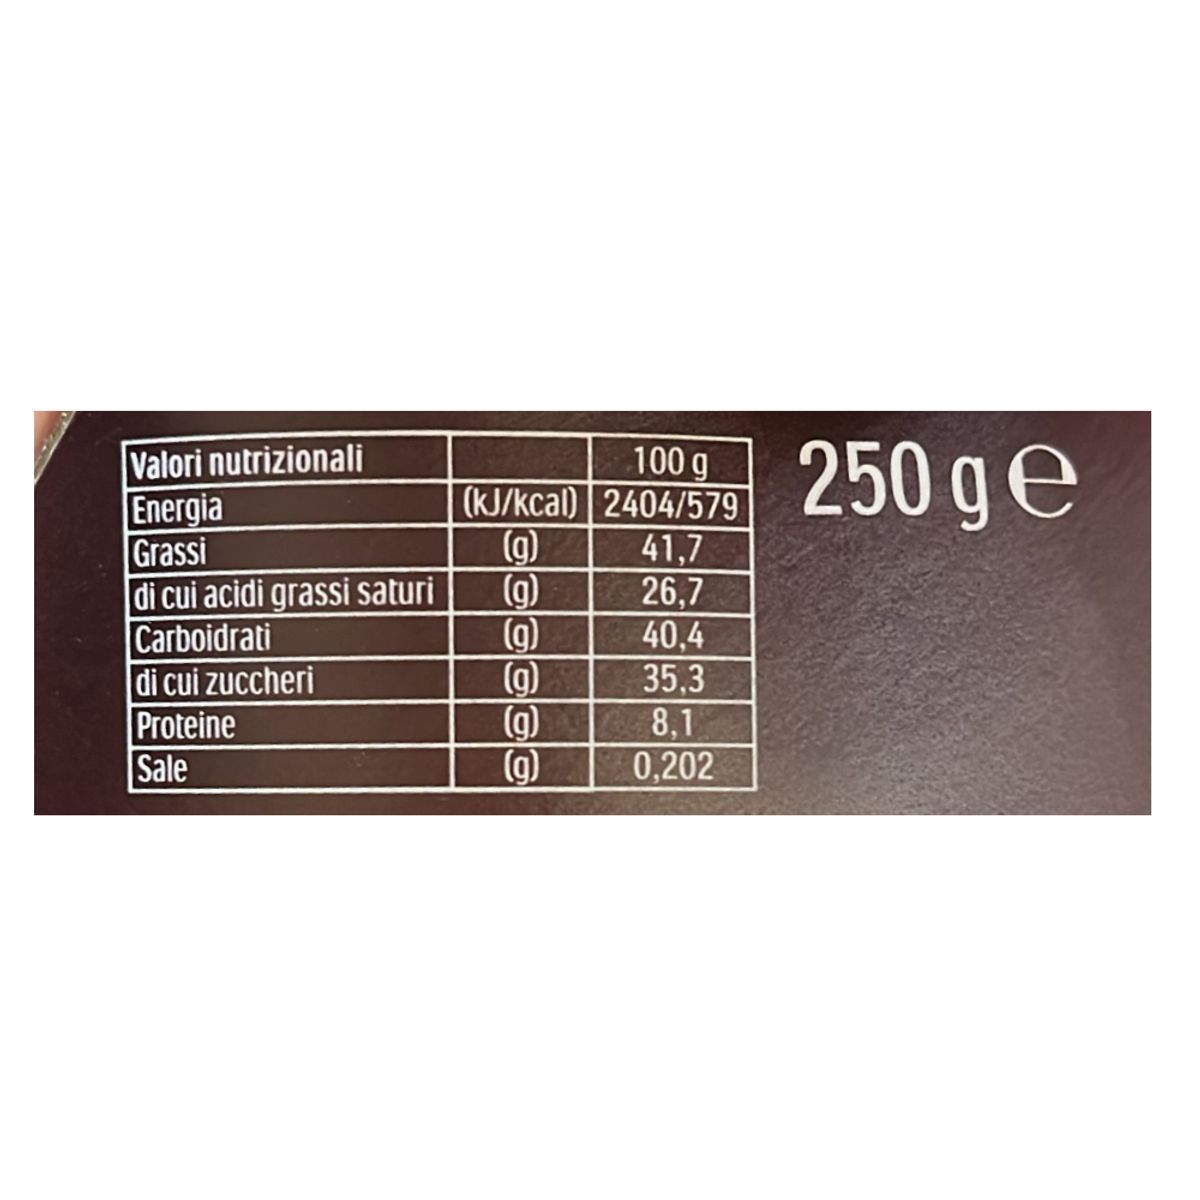 Valori nutrizionali 100 g
Energia (kJ/kcal) 2404/579
Grassi (g) 41,7
di cui acidi grassi saturi (g) 26,7
Carboidrati (g) 40,4
di cui zuccheri (g) 35,3
Proteine (g) 8,1
Sale (g) 0,202
250 g ℮